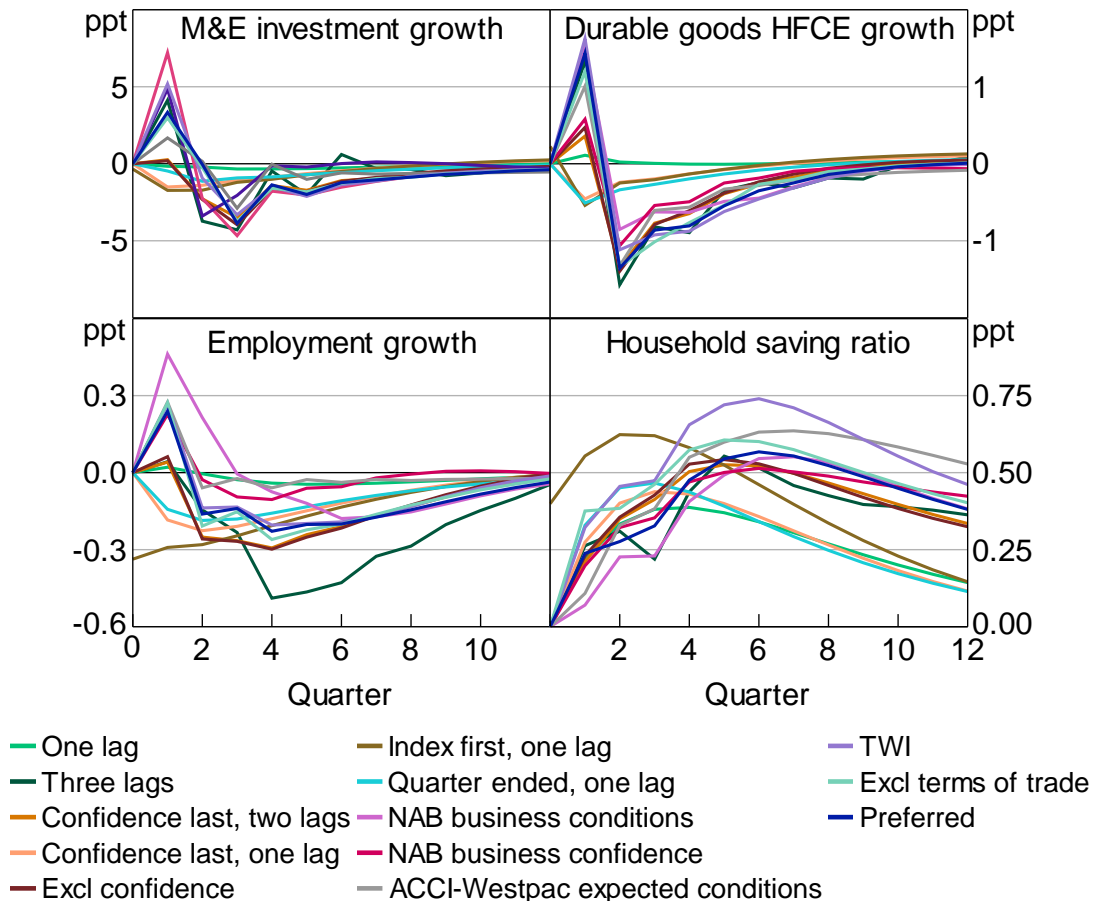 ppt ppt
M&E investment growth Durable goods HFCE growth
5 1
0 0
-5 -1
ppt ppt
Employment growth Household saving ratio
0.3 0.75
0.0 0.50
-0.3 0.25
-0.6 0.00
0 2 4 6 8 10 2 4 6 8 10 12
Quarter Quarter
One lag Index first, one lag TWI
Three lags Quarter ended, one lag Excl terms of trade
Confidence last, two lags NAB business conditions Preferred
Confidence last, one lag NAB business confidence
Excl confidence ACCI-Westpac expected conditions